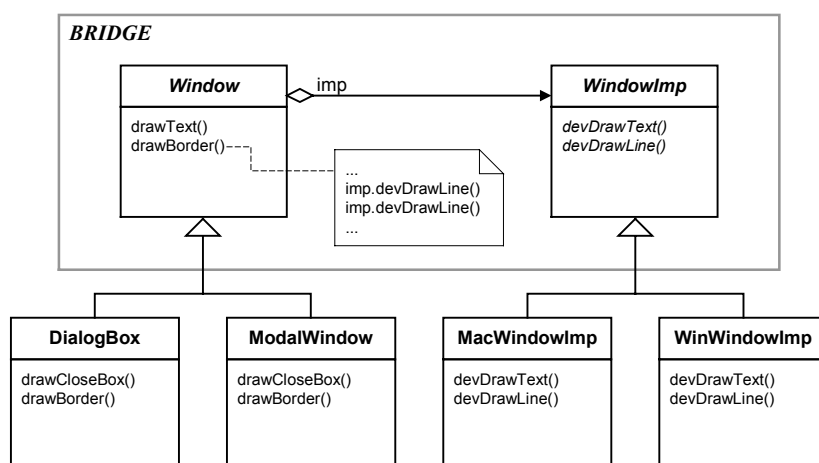 BRIDGE
Window
imp
WindowImp
drawText()
drawBorder()
devDrawText()
devDrawLine()
...
imp.devDrawLine()
imp.devDrawLine()
...
DialogBox
drawCloseBox()
drawBorder()
ModalWindow
drawCloseBox()
drawBorder()
MacWindowImp
devDrawText()
devDrawLine()
WinWindowImp
devDrawText()
devDrawLine()